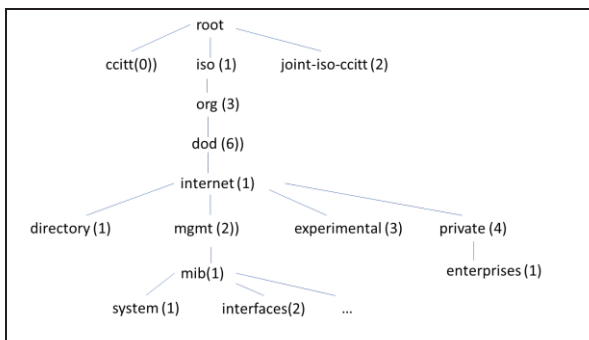 root
ccitt(0)) iso (1) joint-iso-ccitt (2)
org (3)
dod (6))
internet (1)
directory (1) mgmt (2)) experimental (3) private (4)
mib(1) enterprises (1)
system (1) interfaces(2) ...